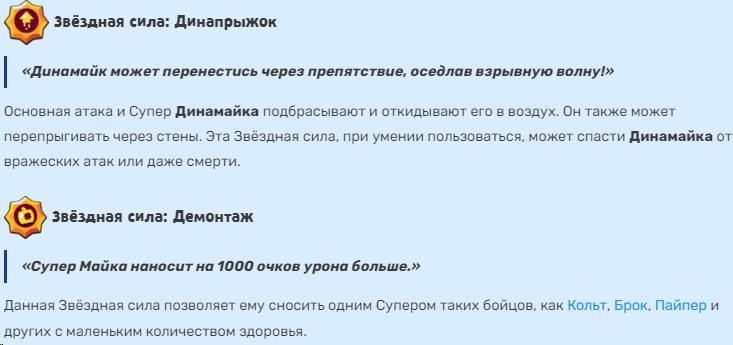 Звёздная сила: Динапрыжок
«Динамайк может перенестись через препятствие, оседлав взрывную волну!»
Основная атака и Супер Динамайка подбрасывают и откидывают его в воздух. Он также может
перепрыгивать через стены. Эта Звёздная сила, при умении пользоваться, может спасти Динамайка от
вражеских атак или даже смерти.
Звёздная сила: Демонтаж
«Супер Майка наносит на 1000 очков урона больше.»
Данная Звёздная сила позволяет ему сносить одним Супером таких бойцов, как Кольт, Брок, Пайпер и
других с маленьким количеством здоровья.